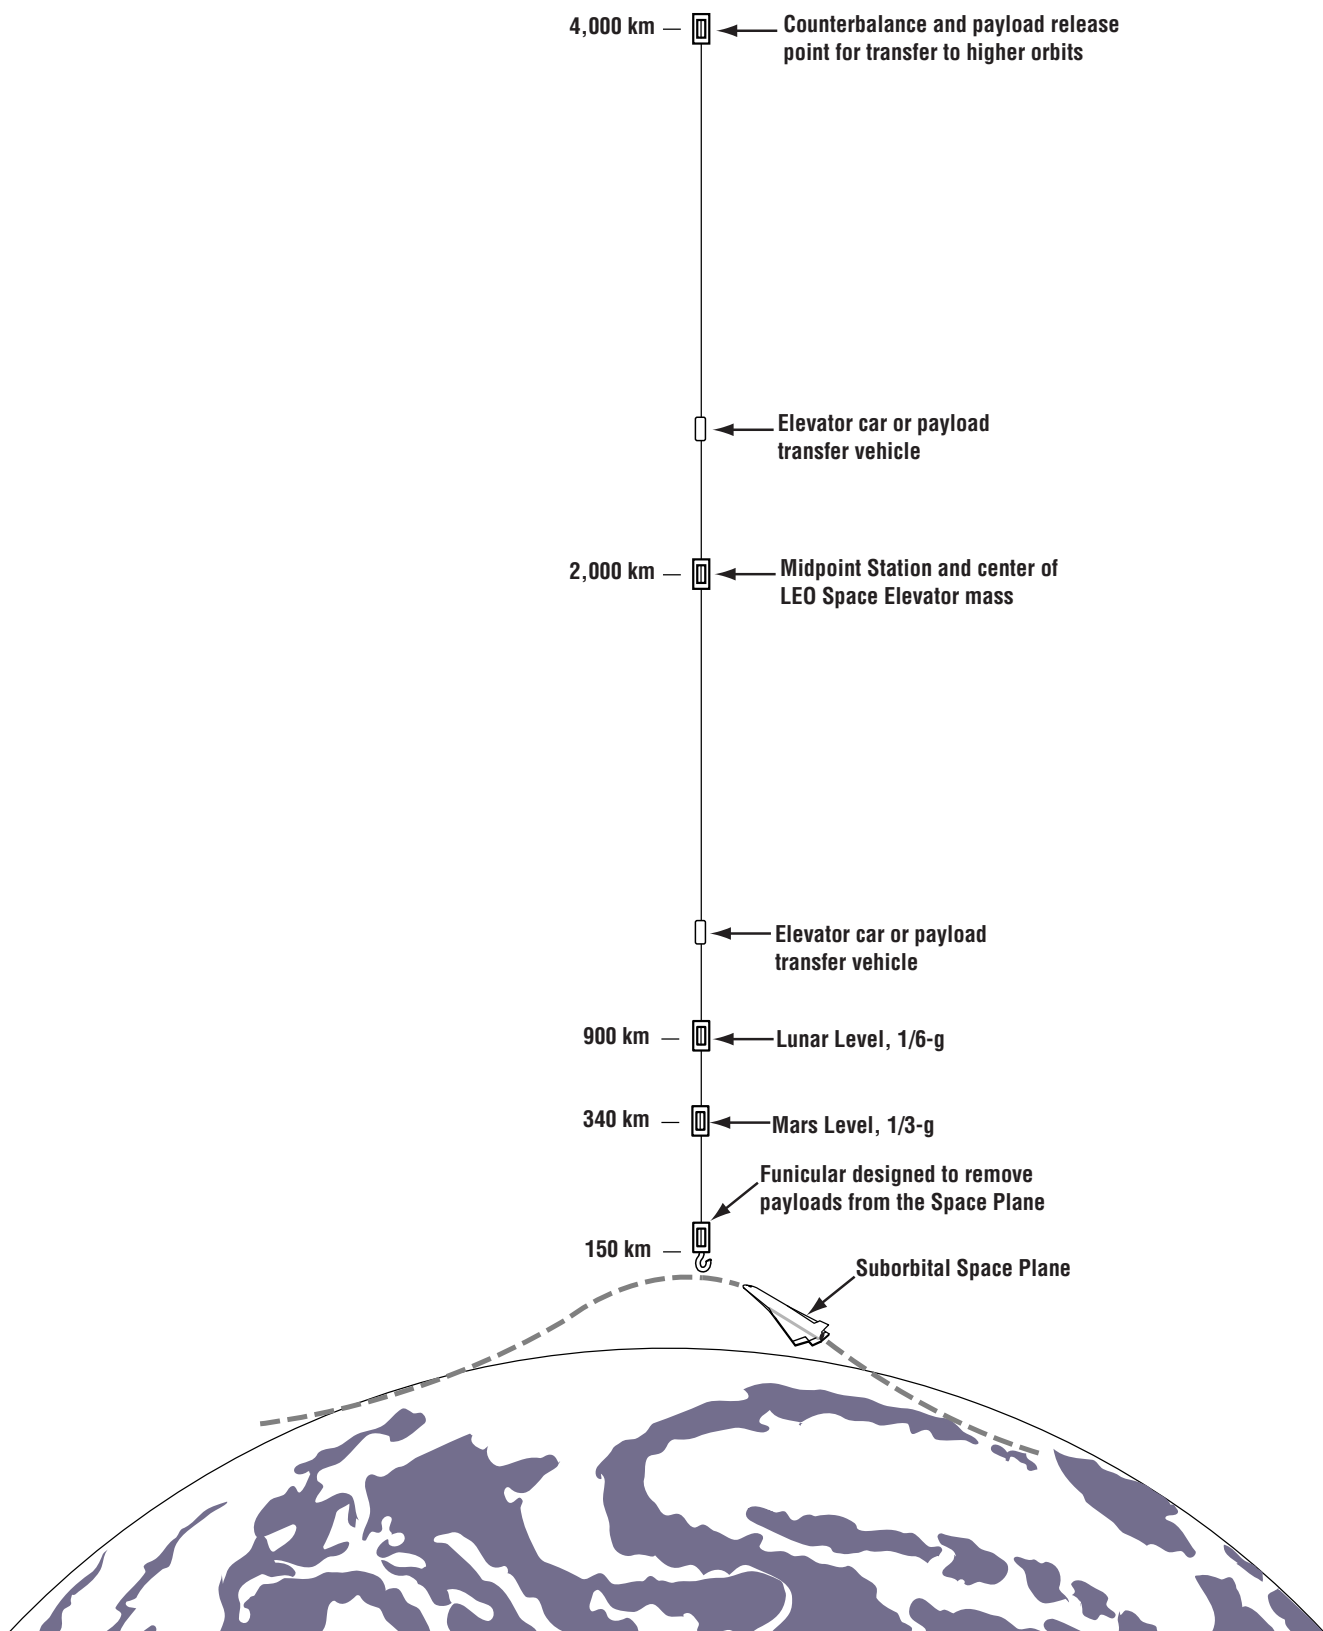 4,000 km
Counterbalance and payload release
point for transfer to higher orbits
Elevator car or payload
transfer vehicle
2,000 km
Midpoint Station and center of
LEO Space Elevator mass
Elevator car or payload
transfer vehicle
900 km
Lunar Level, 1/6-g
340 km
Mars Level, 1/3-g
Funicular designed to remove
payloads from the Space Plane
150 km
Suborbital Space Plane